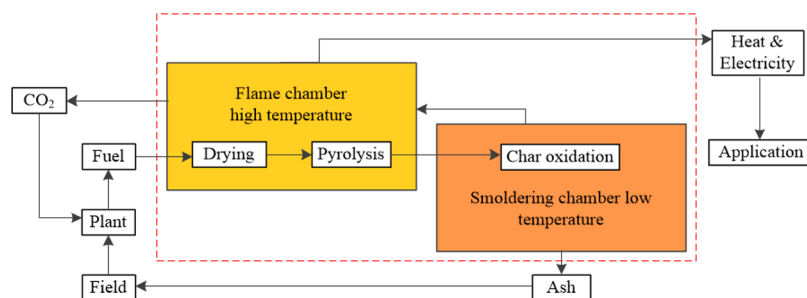 Heat &
Electricity
Flame chamber
high temperature
CO₂
Fuel
Drying
Pyrolysis
Char oxidation
Application
Smoldering chamber low
temperature
Plant
Field
Ash